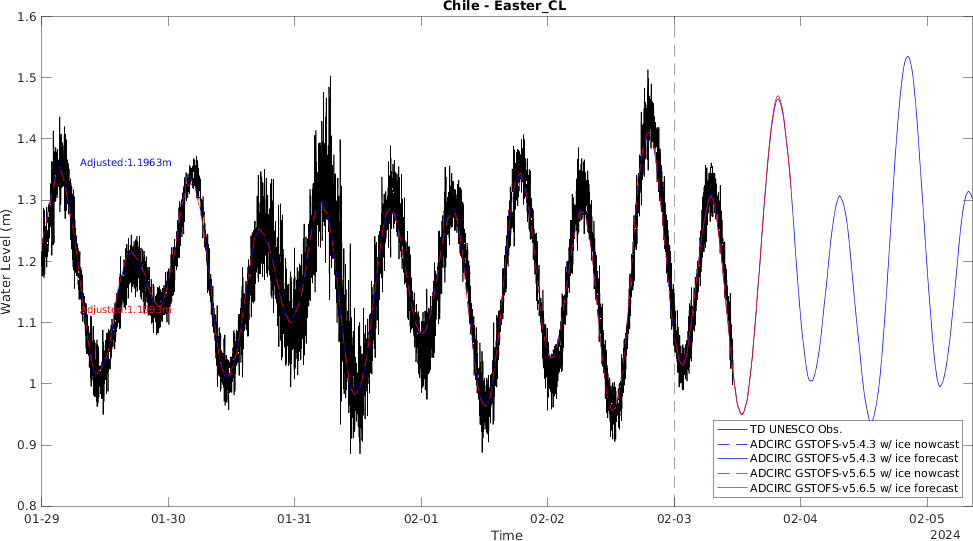 Chile - Easter_CL
Water Level (m)
1.6
1.5
1.4
1.3
1.2
1.1
1
0.9
0.8
Adjusted:1.1963m
TD UNESCO Obs.
ADCIRC GSTOFS-v5.4.3 w/ ice nowcast
ADCIRC GSTOFS-v5.4.3 w/ ice forecast
ADCIRC GSTOFS-v5.6.5 w/ ice nowcast
ADCIRC GSTOFS-v5.6.5 w/ ice forecast
01-29
01-30
01-31
02-01
02-02
02-03
02-04
02-05
Time
2024